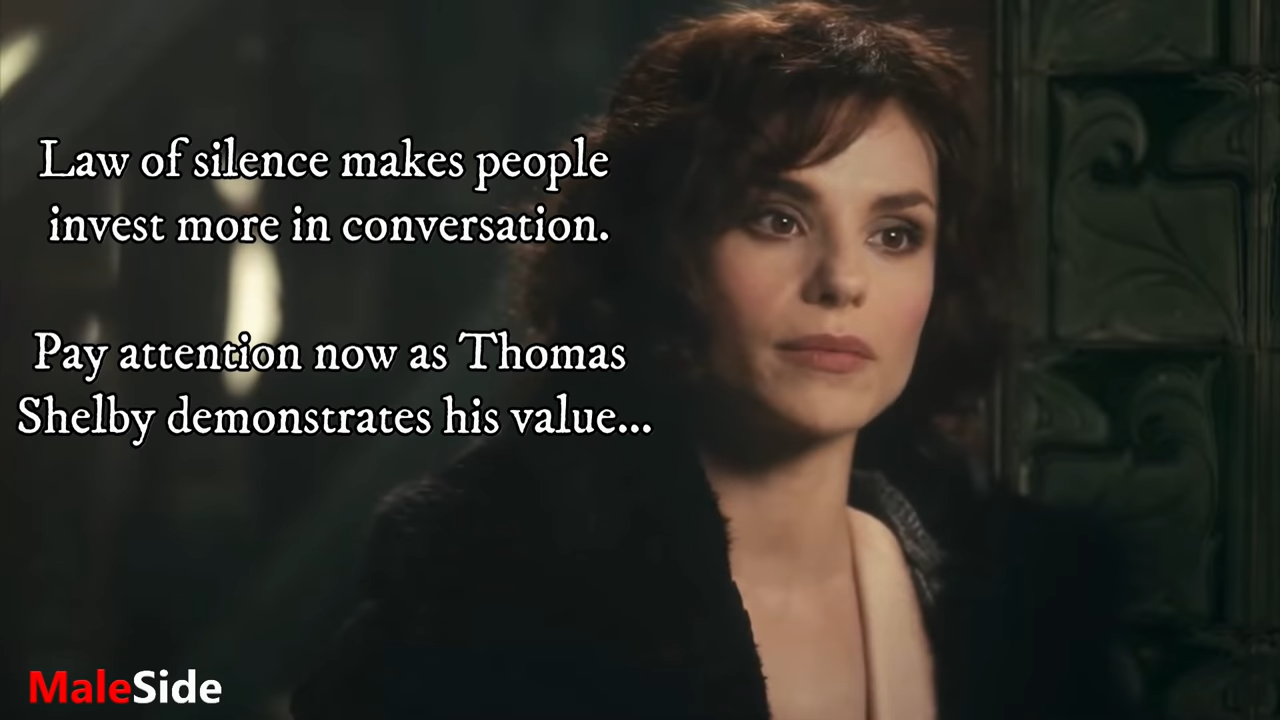 Law of silence makes people
invest more in conversation.
Pay attention now as Thomas
Shelby demonstrates his value...
MaleSide